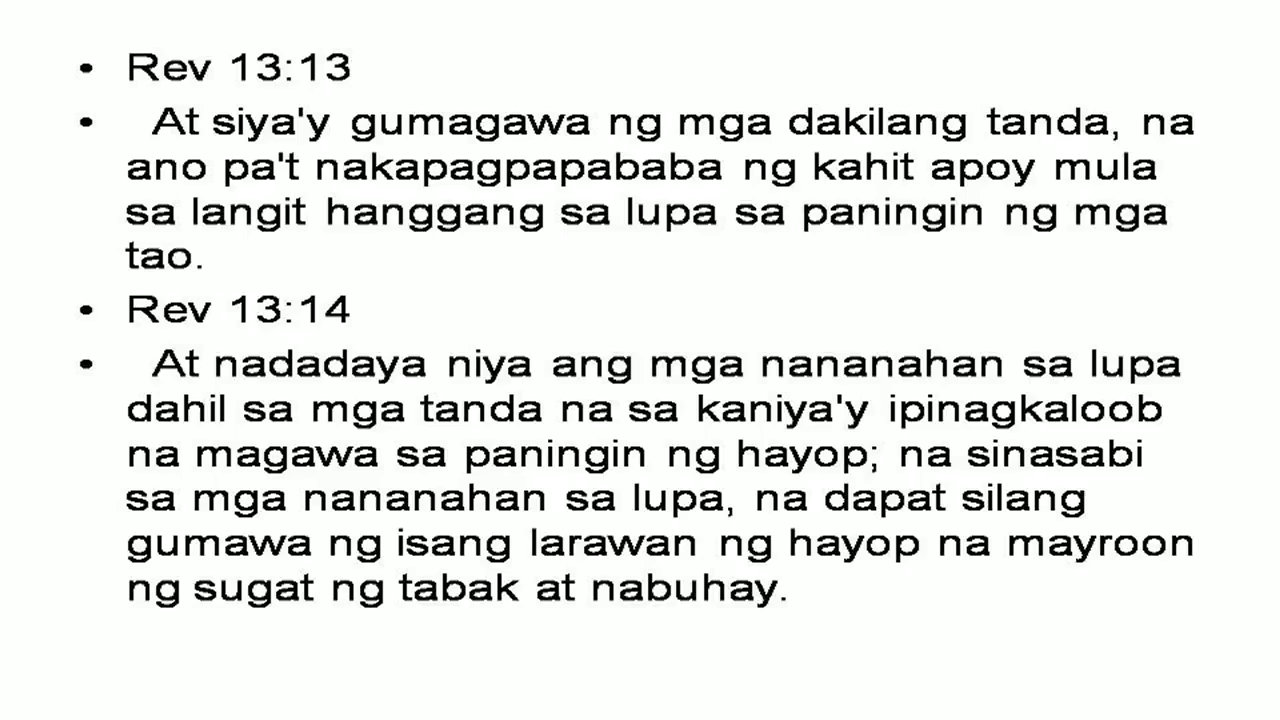 • Rev 13:13
• At siya'y gumagawa ng mga dakilang tanda, na
ano pa't nakapagpapababa ng kahit apoy mula
sa langit hanggang sa lupa sa paningin ng mga
tao.
• Rev 13:14
• At nadadaya niya ang mga nananahan sa lupa
dahil sa mga tanda na sa kaniya'y ipinagkaloob
na magawa sa paningin ng hayop; na sinasabi
sa mga nananahan sa lupa, na dapat silang
gumawa ng isang larawan ng hayop na mayroon
ng sugat ng tabak at nabuhay.